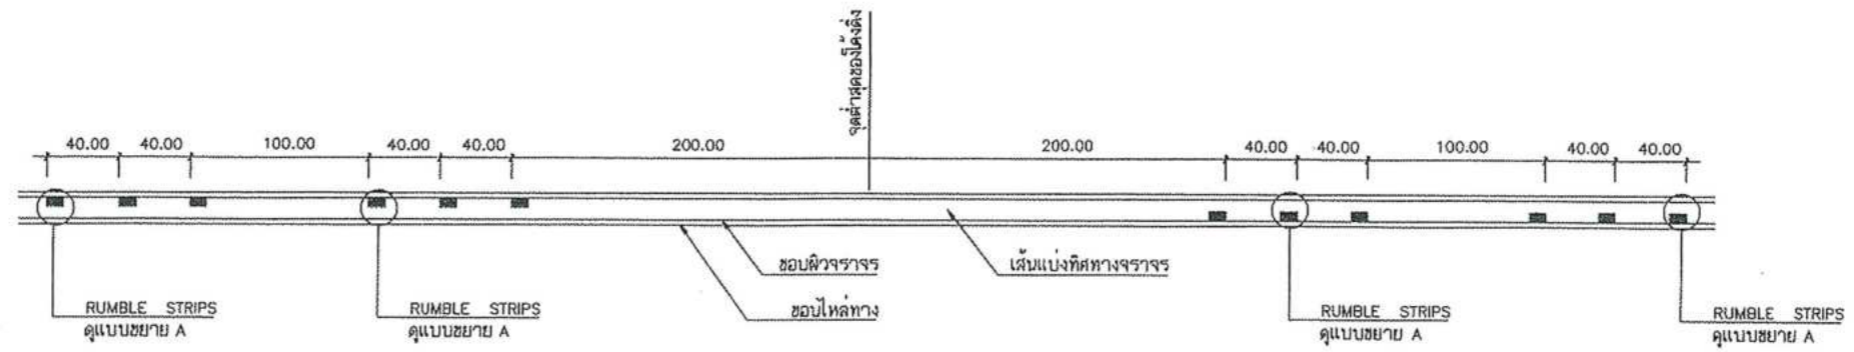 จุดต่ำสุดของโค้งดิ่ง
40.00 40.00 100.00 40.00 40.00 200.00 200.00 40.00 40.00 100.00 40.00 40.00
ขอบผิวจราจร
เส้นแบ่งทิศทางจราจร
ขอบไหล่ทาง
RUMBLE STRIPS
ดูแบบขยาย A
RUMBLE STRIPS
ดูแบบขยาย A
RUMBLE STRIPS
ดูแบบขยาย A
RUMBLE STRIPS
ดูแบบขยาย A